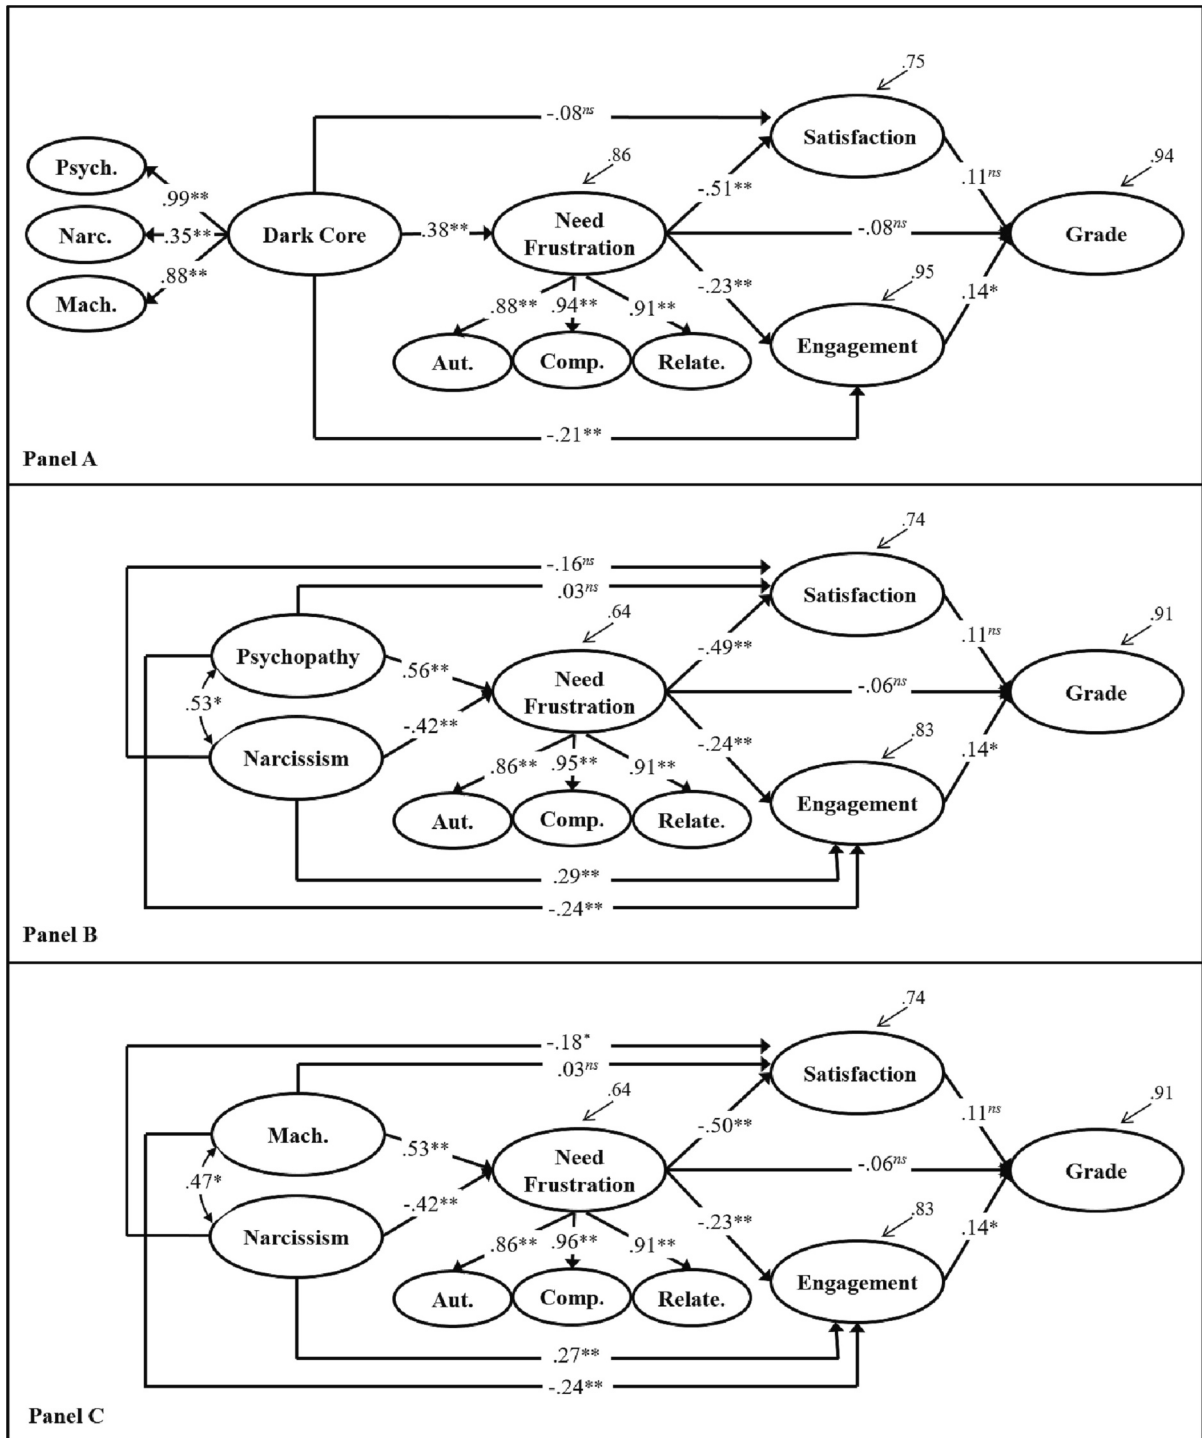 .75
-.08ns
Satisfaction
.86
.94
Psych.
-.51**
.11ns
.99**
Need
Frustration
Narc.
.35**
Dark Core
.38**
-.08ns
Grade
.95
.88**
-.23**
.14*
Mach.
.88**
.94**
.91**
Engagement
Aut.
Comp.
Relate.
-.21**
Panel A
.74
-.16ns
.03ns
Satisfaction
.64
.91
.11ns
Psychopathy
-.49**
.56**
Need
Frustration
-.06ns
Grade
.53*
-.42**
.83
-.24**
.14*
Narcissism
.86**
.95**
.91**
Engagement
Aut.
Comp.
Relate.
.29**
-.24**
Panel B
.74
-.18*
.03ns
Satisfaction
.64
.91
.11ns
Mach.
-.50**
.53**
Need
Frustration
-.06ns
Grade
.47*
-.42**
.83
-.23**
.14*
Narcissism
.86**
.96**
.91**
Engagement
Aut.
Comp.
Relate.
.27**
-.24**
Panel C